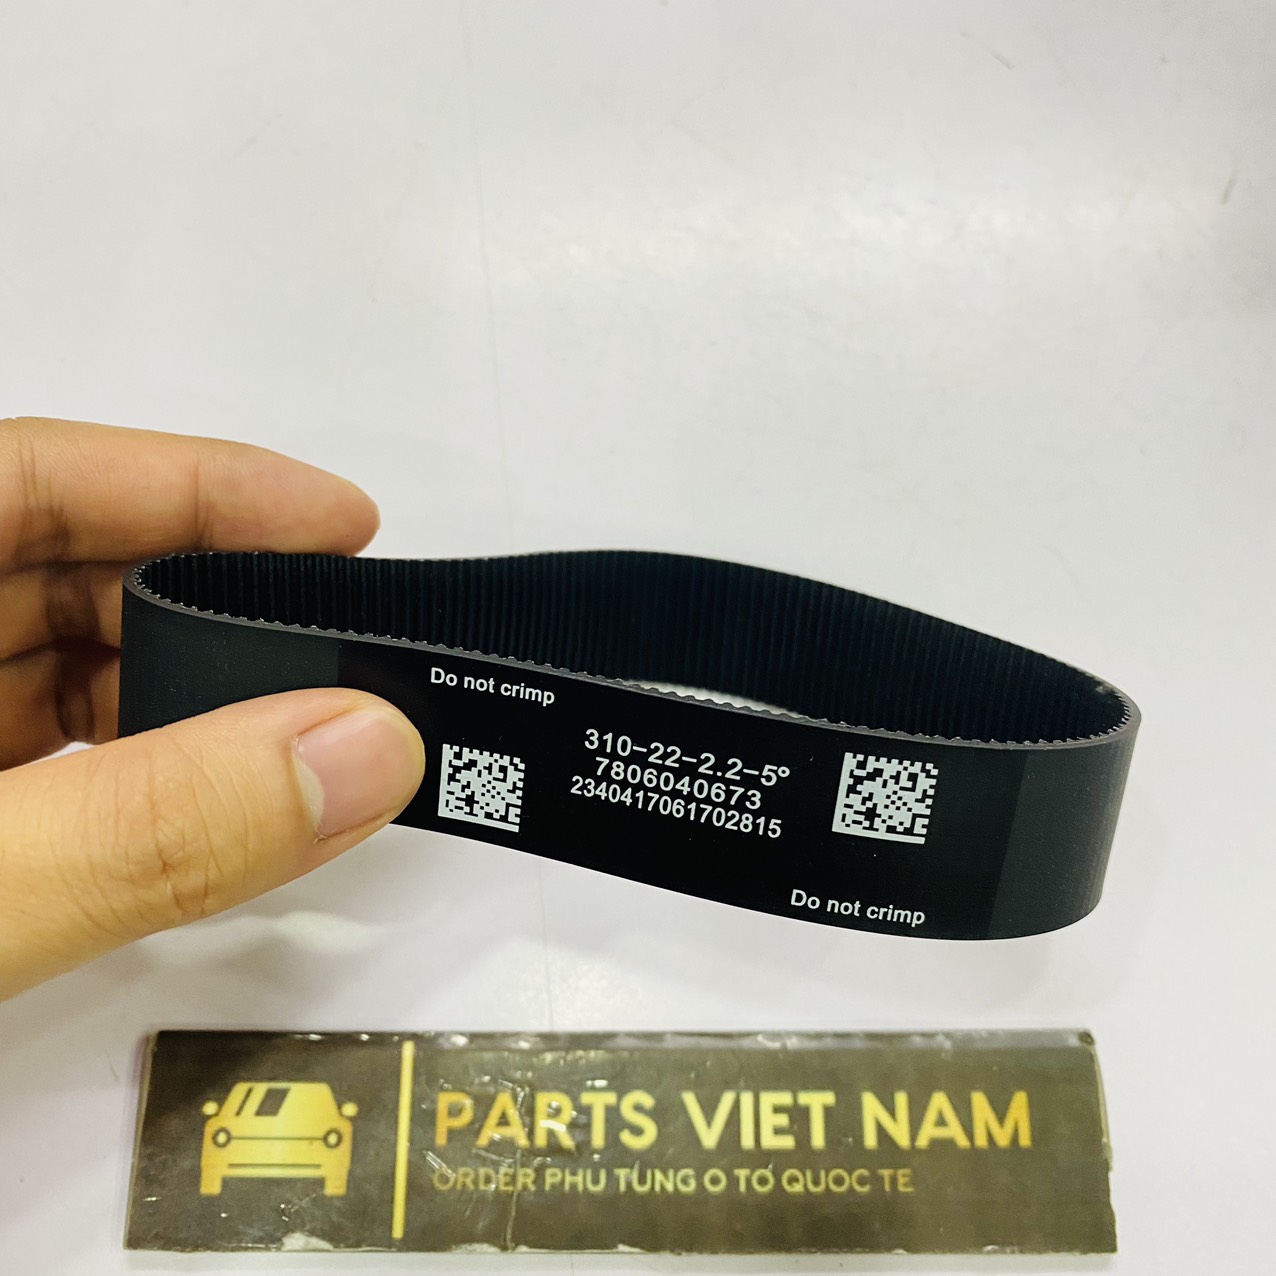 Do not crimp
310-22-2.2-5°
7806040673
2340417061702815
Do not crimp
PARTS VIET NAM
ORDER PHU TÙNG O TO QUOC TE